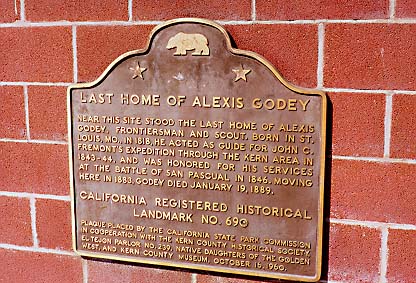 LAST HOME OF ALEXIS GODEY
NEAR THIS SITE STOOD THE LAST HOME OF ALEXIS
GODEY, FRONTIERSMAN AND SCOUT. BORN IN ST.
LOUIS, MO., IN 1818, HE ACTED AS GUIDE FOR JOHN C.
FREMONT'S EXPEDITION THROUGH THE KERN AREA IN
1843-44, AND WAS HONORED FOR HIS SERVICES
AT THE BATTLE OF SAN PASQUAL IN 1846. MOVING
HERE IN 1883, GODEY DIED JANUARY 19, 1889.
CALIFORNIA REGISTERED HISTORICAL
LANDMARK NO. 690
PLAQUE PLACED BY THE CALIFORNIA STATE PARK COMMISSION
IN COOPERATION WITH THE KERN COUNTY HISTORICAL SOCIETY,
EL TEJON PARLOR NO. 239, NATIVE DAUGHTERS OF THE GOLDEN
WEST, AND KERN COUNTY MUSEUM, OCTOBER 16, 1960.